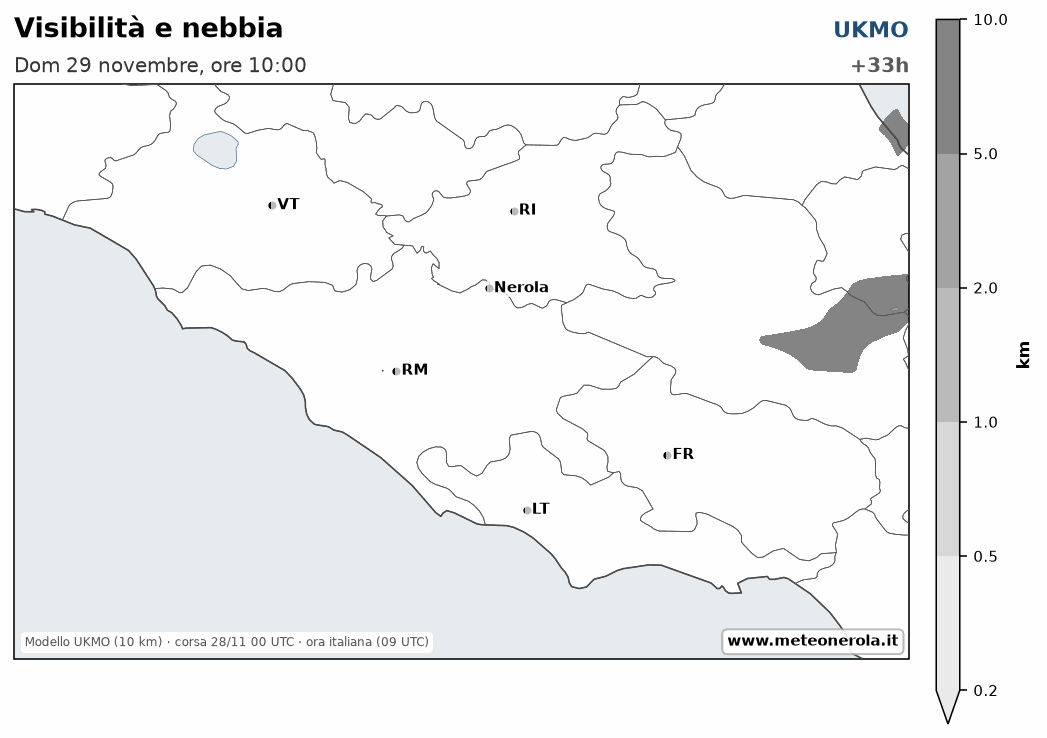 Visibilità e nebbia
UKMO
Dom 29 novembre, ore 10:00
+33h
10.0
5.0
2.0
1.0
0.5
0.2
km
VT
RI
Nerola
RM
FR
LT
Modello UKMO (10 km) · corsa 28/11 00 UTC · ora italiana (09 UTC)
www.meteonerola.it